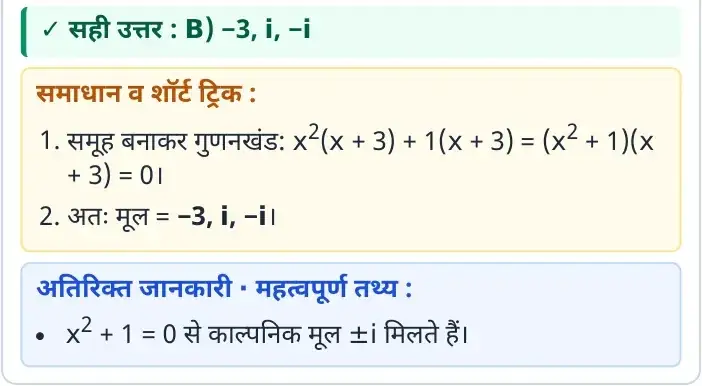 ✓ सही उत्तर : B) −3, i, −i
समाधान व शॉर्ट ट्रिक :
1. समूह बनाकर गुणनखंड: x²(x + 3) + 1(x + 3) = (x² + 1)(x
+ 3) = 0।
2. अतः मूल = −3, i, −i।
अतिरिक्त जानकारी · महत्वपूर्ण तथ्य :
• x² + 1 = 0 से काल्पनिक मूल ±i मिलते हैं।